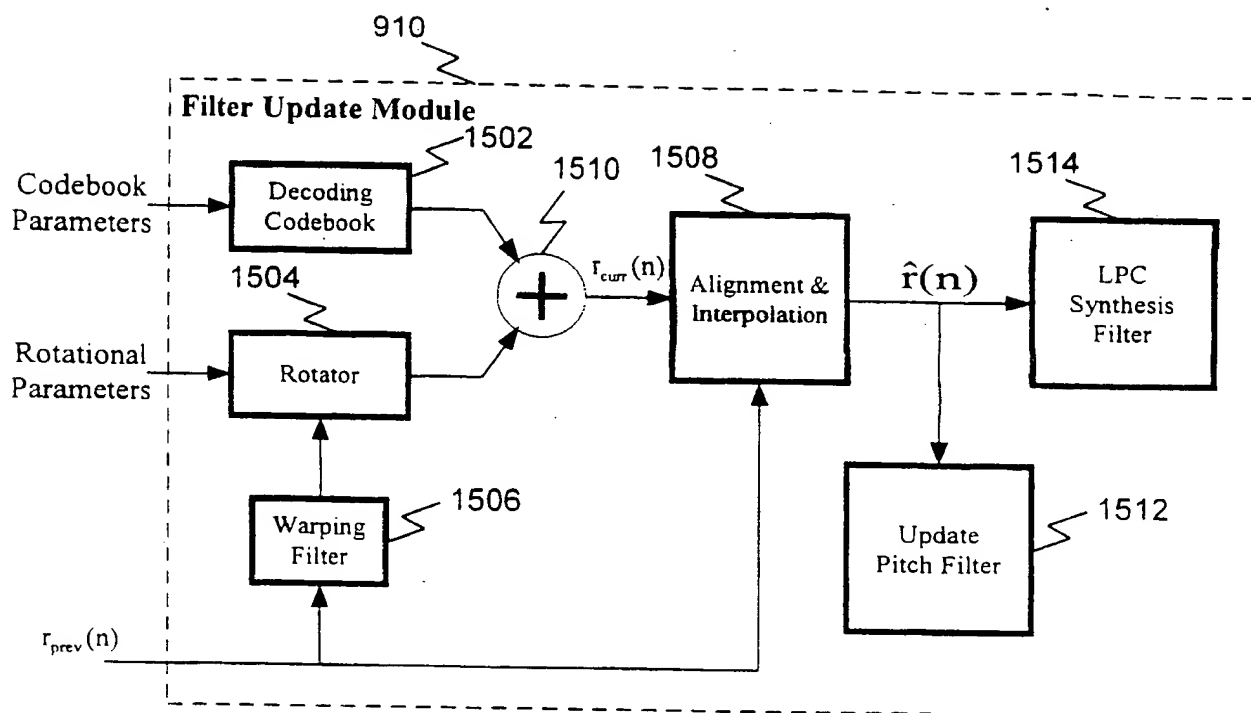 910
Filter Update Module
1502
1510
1508
1514
Codebook
Parameters
Decoding
Codebook
1504
r_curr(n)
Alignment &
Interpolation
r̂(n)
LPC
Synthesis
Filter
Rotational
Parameters
Rotator
+
1506
Warping
Filter
1512
Update
Pitch Filter
r_prev(n)